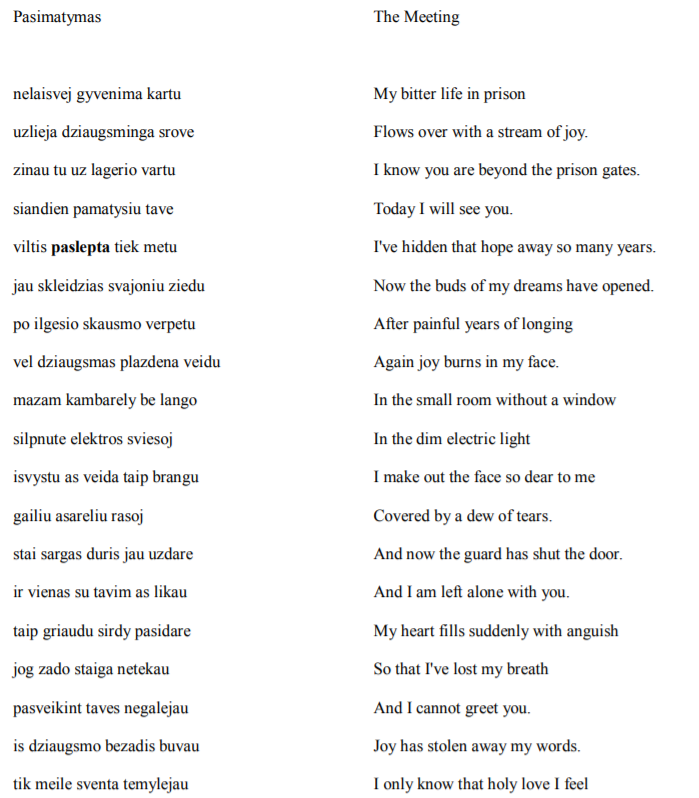 Pasimatymas The Meeting
nelaisvej gyvenima kartu My bitter life in prison
uzlieja dziaugsminga srove Flows over with a stream of joy.
zinau tu uz lagerio vartu I know you are beyond the prison gates.
siandien pamatysiu tave Today I will see you.
viltis paslepta tiek metu I've hidden that hope away so many years.
jau skleidzias svajoniu ziedu Now the buds of my dreams have opened.
po ilgesio skausmo verpetu After painful years of longing
vel dziaugsmas plazdena veidu Again joy burns in my face.
mazam kambarely be lango In the small room without a window
silpnute elektros sviesoj In the dim electric light
isvystu as veida taip brangu I make out the face so dear to me
gailiu asareliu rasoj Covered by a dew of tears.
stai sargas duris jau uzdare And now the guard has shut the door.
ir vienas su tavim as likau And I am left alone with you.
taip griaudu sirdy pasidare My heart fills suddenly with anguish
jog zado staiga netekau So that I've lost my breath
pasveikint taves negalejau And I cannot greet you.
is dziaugsmo bezadis buvau Joy has stolen away my words.
tik meile sventa temylejau I only know that holy love I feel